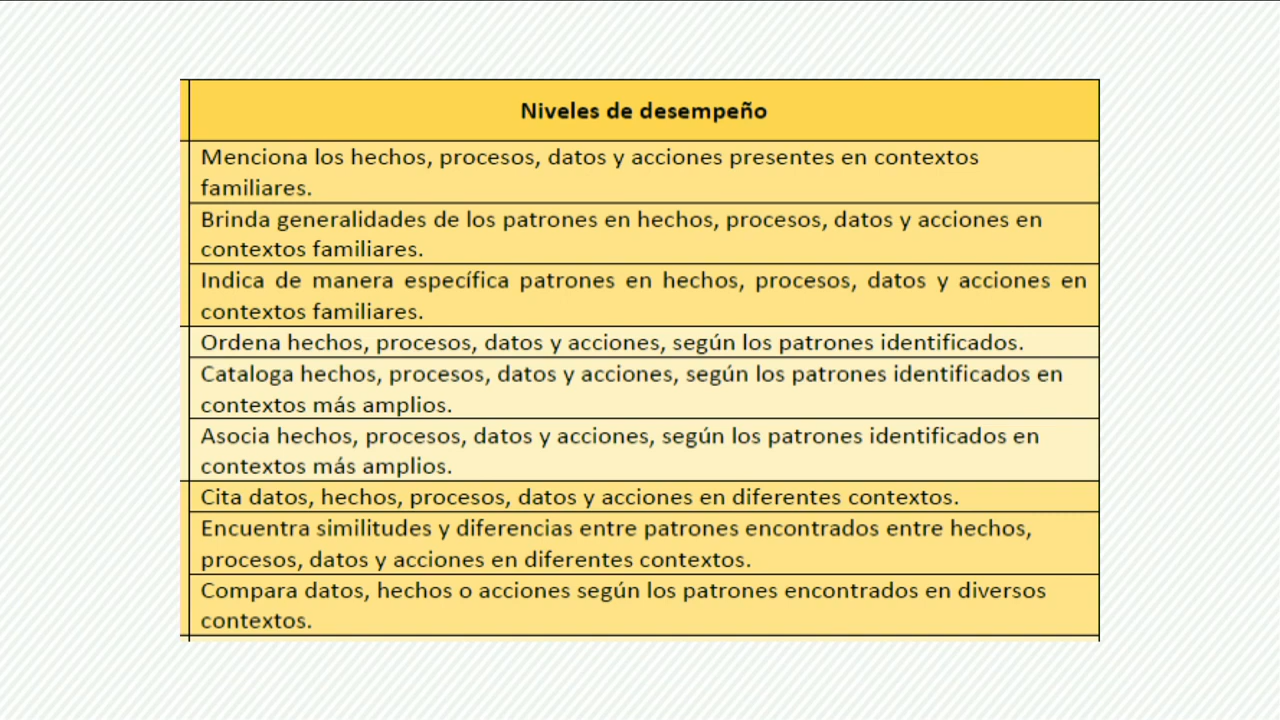 Niveles de desempeño
Menciona los hechos, procesos, datos y acciones presentes en contextos
familiares.
Brinda generalidades de los patrones en hechos, procesos, datos y acciones en
contextos familiares.
Indica de manera específica patrones en hechos, procesos, datos y acciones en
contextos familiares.
Ordena hechos, procesos, datos y acciones, según los patrones identificados.
Cataloga hechos, procesos, datos y acciones, según los patrones identificados en
contextos más amplios.
Asocia hechos, procesos, datos y acciones, según los patrones identificados en
contextos más amplios.
Cita datos, hechos, procesos, datos y acciones en diferentes contextos.
Encuentra similitudes y diferencias entre patrones encontrados entre hechos,
procesos, datos y acciones en diferentes contextos.
Compara datos, hechos o acciones según los patrones encontrados en diversos
contextos.